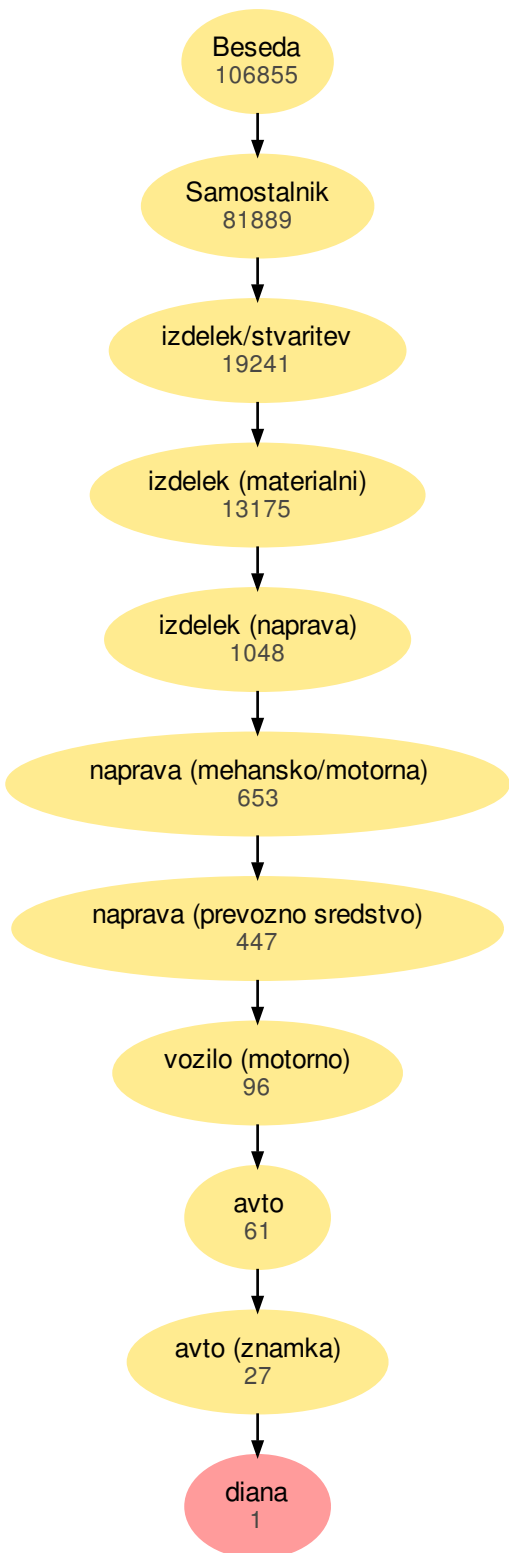 Beseda
106855
Samostalnik
81889
izdelek/stvaritev
19241
izdelek (materialni)
13175
izdelek (naprava)
1048
naprava (mehansko/motorna)
653
naprava (prevozno sredstvo)
447
vozilo (motorno)
96
avto
61
avto (znamka)
27
diana
1